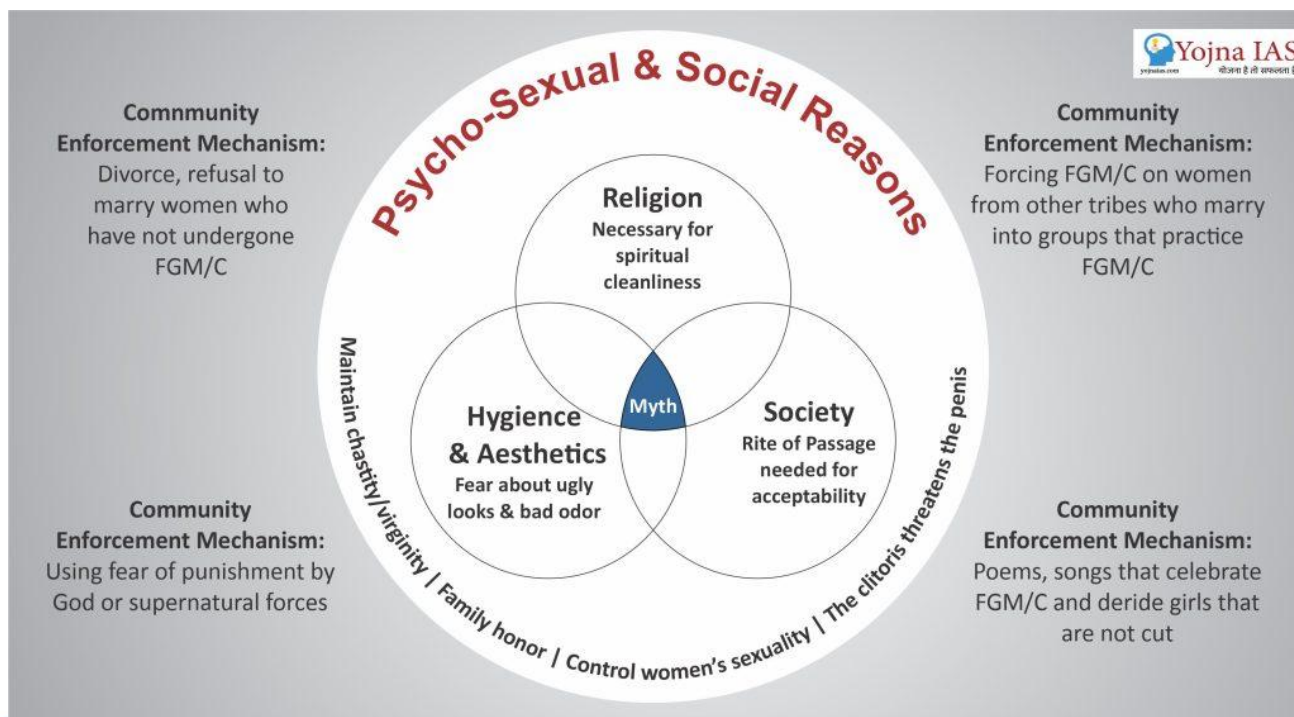 Yojna IAS
yojnaias.com
योजना है तो सफलता है
Psycho-Sexual & Social Reasons
Comnmunity
Enforcement Mechanism:
Divorce, refusal to
marry women who
have not undergone
FGM/C
Community
Enforcement Mechanism:
Forcing FGM/C on women
from other tribes who marry
into groups that practice
FGM/C
Religion
Necessary for
spiritual
cleanliness
Myth
Hygience
& Aesthetics
Fear about ugly
looks & bad odor
Society
Rite of Passage
needed for
acceptability
Community
Enforcement Mechanism:
Using fear of punishment by
God or supernatural forces
Community
Enforcement Mechanism:
Poems, songs that celebrate
FGM/C and deride girls that
are not cut
Maintain chastity/virginity | Family honor | Control women's sexuality | The clitoris threatens the penis